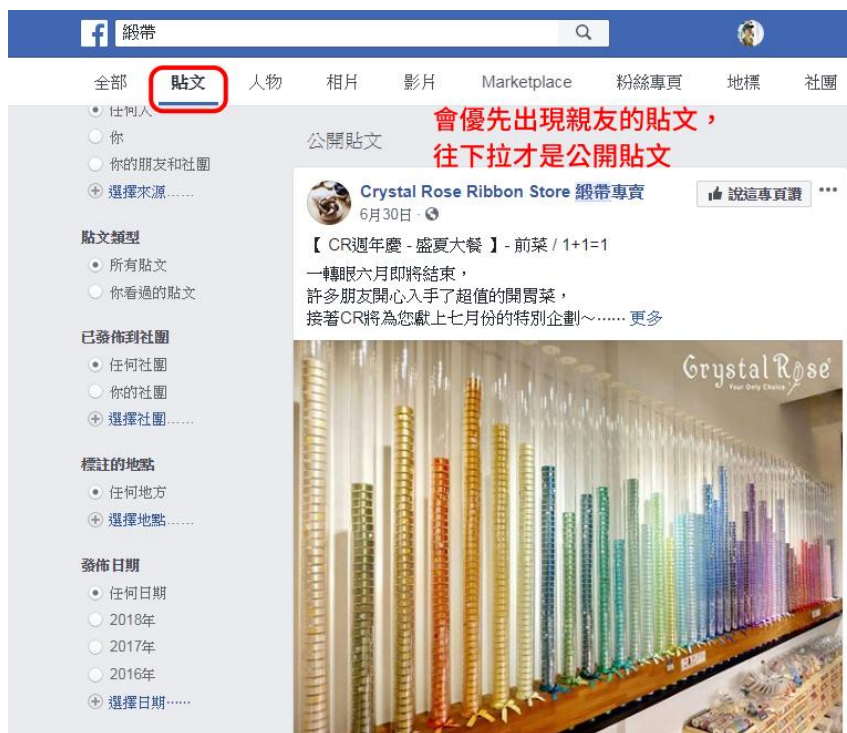 緞帶
全部 貼文 人物 相片 影片 Marketplace 粉絲專頁 地標 社團
會優先出現親友的貼文，
往下拉才是公開貼文
任何人
你
你的朋友和社團
選擇來源……
貼文類型
所有貼文
你看過的貼文
已發佈到社團
任何社團
你的社團
選擇社團……
標註的地點
任何地方
選擇地點……
發佈日期
任何日期
2018年
2017年
2016年
選擇日期……
公開貼文
Crystal Rose Ribbon Store 緞帶專賣
說這專頁讚
6月30日
【 CR週年慶 - 盛夏大餐 】- 前菜 / 1+1=1
一轉眼六月即將結束，
許多朋友開心入手了超值的開胃菜，
接著CR將為您獻上七月份的特別企劃～…… 更多
Crystal Rose
Your Only Choice